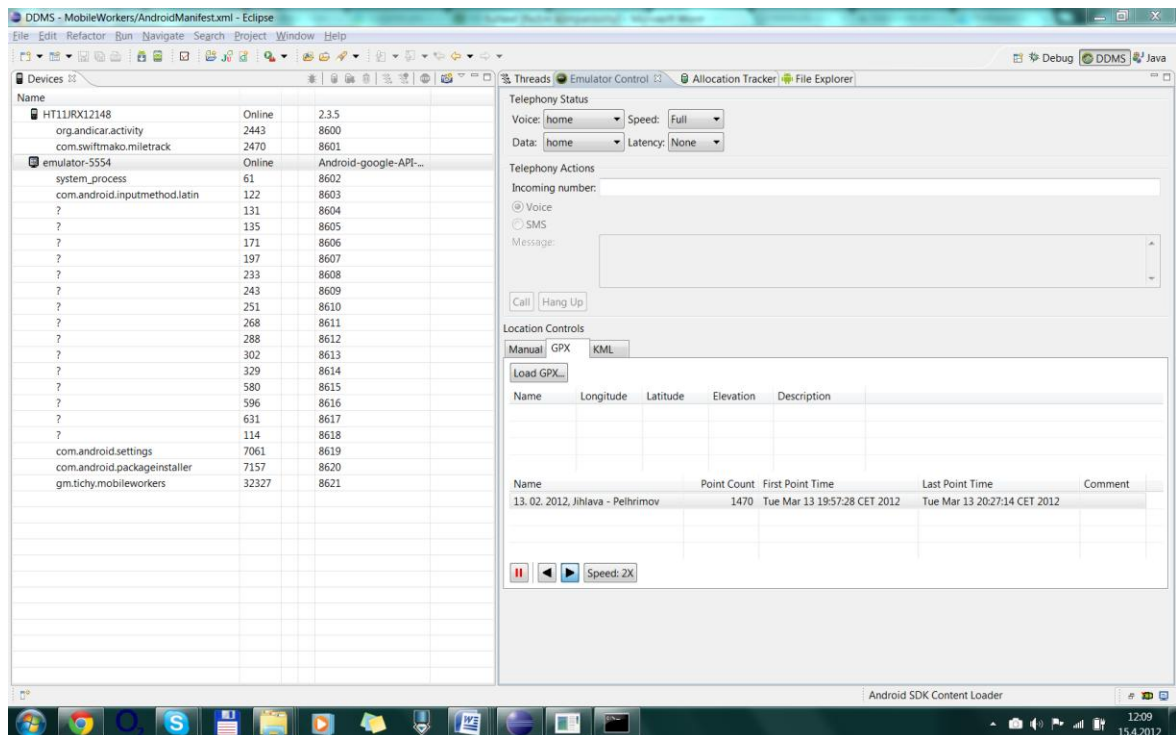 DDMS - MobileWorkers/AndroidManifest.xml - Eclipse
File Edit Refactor Run Navigate Search Project Window Help
Debug DDMS Java
Devices
Threads Emulator Control Allocation Tracker File Explorer
Name
HT11JRX12148 Online 2.3.5
org.andicar.activity 2443 8600
com.swiftmako.miletrack 2470 8601
emulator-5554 Online Android-google-API-...
system_process 61 8602
com.android.inputmethod.latin 122 8603
? 131 8604
? 135 8605
? 171 8606
? 197 8607
? 233 8608
? 243 8609
? 251 8610
? 268 8611
? 288 8612
? 302 8613
? 329 8614
? 580 8615
? 596 8616
? 631 8617
? 114 8618
com.android.settings 7061 8619
com.android.packageinstaller 7157 8620
gm.tichy.mobileworkers 32327 8621
Telephony Status
Voice: home Speed: Full
Data: home Latency: None
Telephony Actions
Incoming number:
Voice
SMS
Message:
Call Hang Up
Location Controls
Manual GPX KML
Load GPX...
Name Longitude Latitude Elevation Description
Name Point Count First Point Time Last Point Time Comment
13. 02. 2012, Jihlava - Pelhrimov 1470 Tue Mar 13 19:57:28 CET 2012 Tue Mar 13 20:27:14 CET 2012
Speed: 2X
Android SDK Content Loader
12:09
15.4.2012